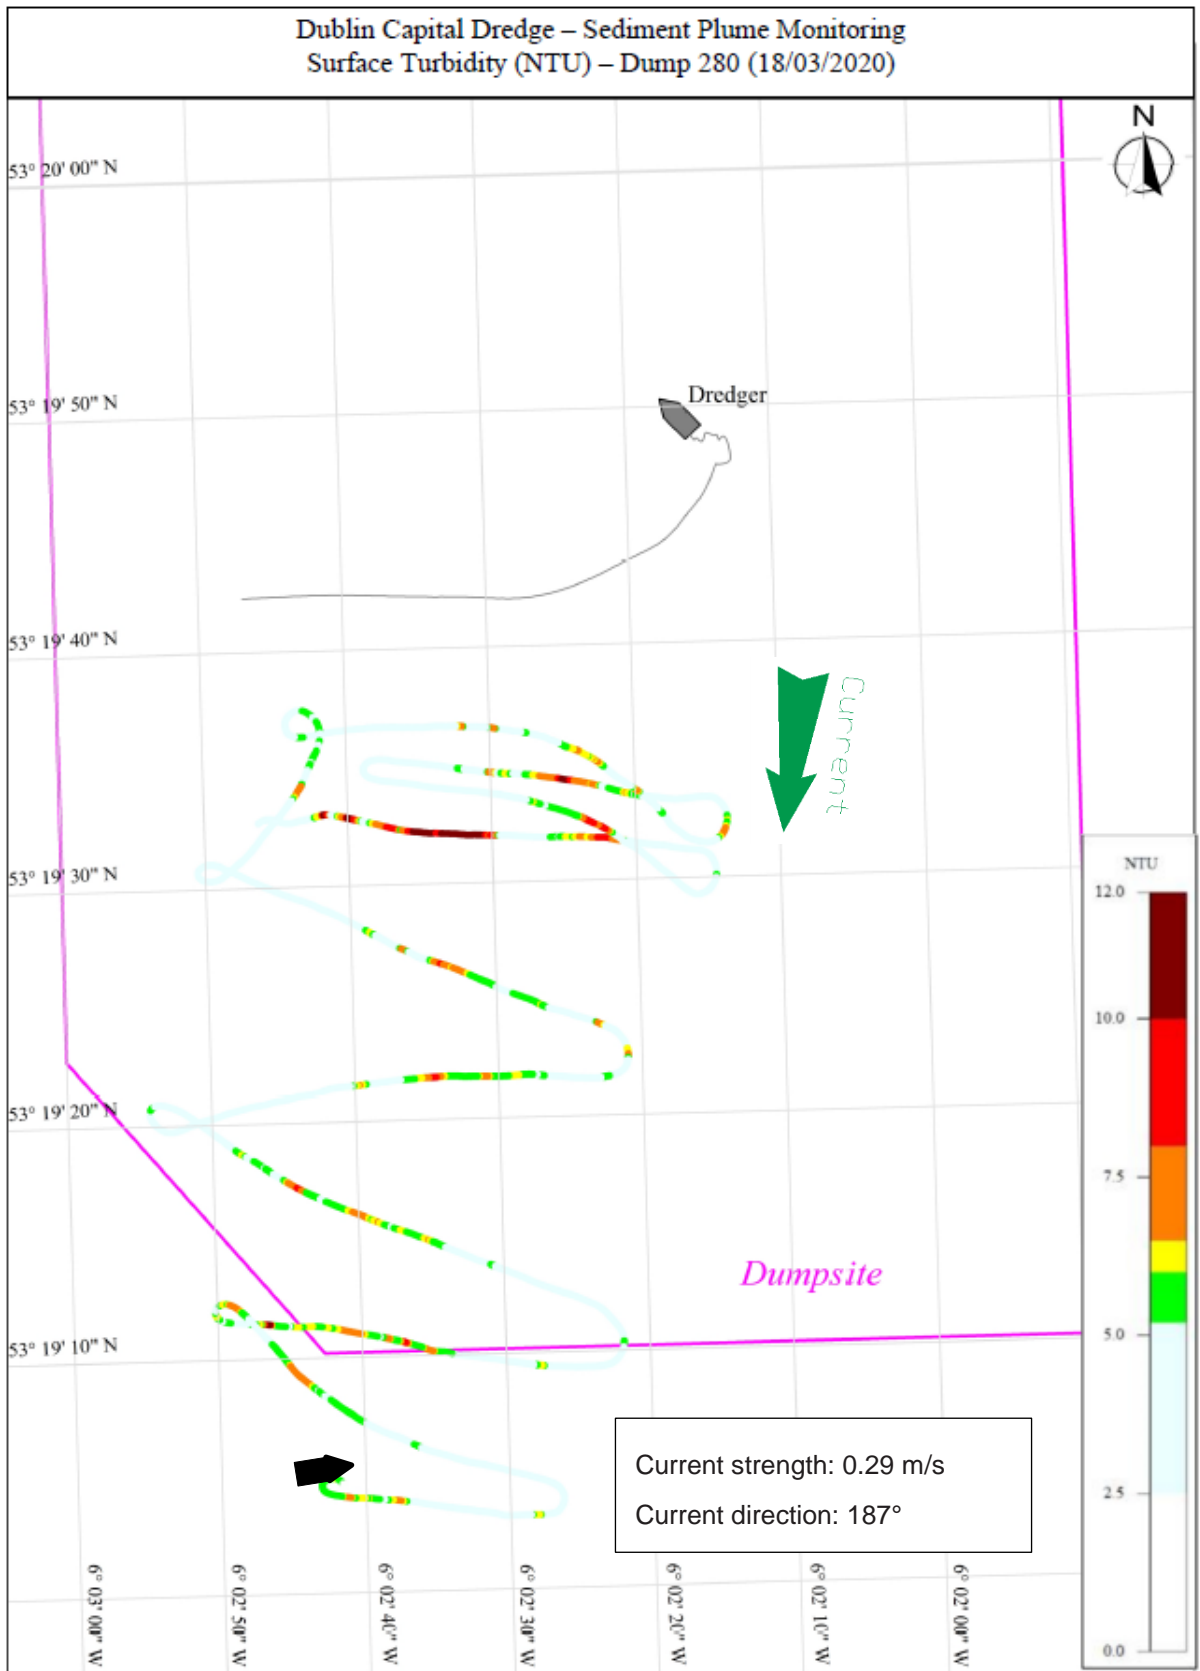 Dublin Capital Dredge – Sediment Plume Monitoring
Surface Turbidity (NTU) – Dump 280 (18/03/2020)
N
53° 20' 00" N
Dredger
53° 19' 50" N
53° 19' 40" N
Current
53° 19' 30" N
53° 19' 20" N
Dumpsite
53° 19' 10" N
NTU
12.0
10.0
7.5
5.0
2.5
0.0
Current strength: 0.29 m/s
Current direction: 187°
6° 03' 00" W
6° 02' 50" W
6° 02' 40" W
6° 02' 30" W
6° 02' 20" W
6° 02' 10" W
6° 02' 00" W